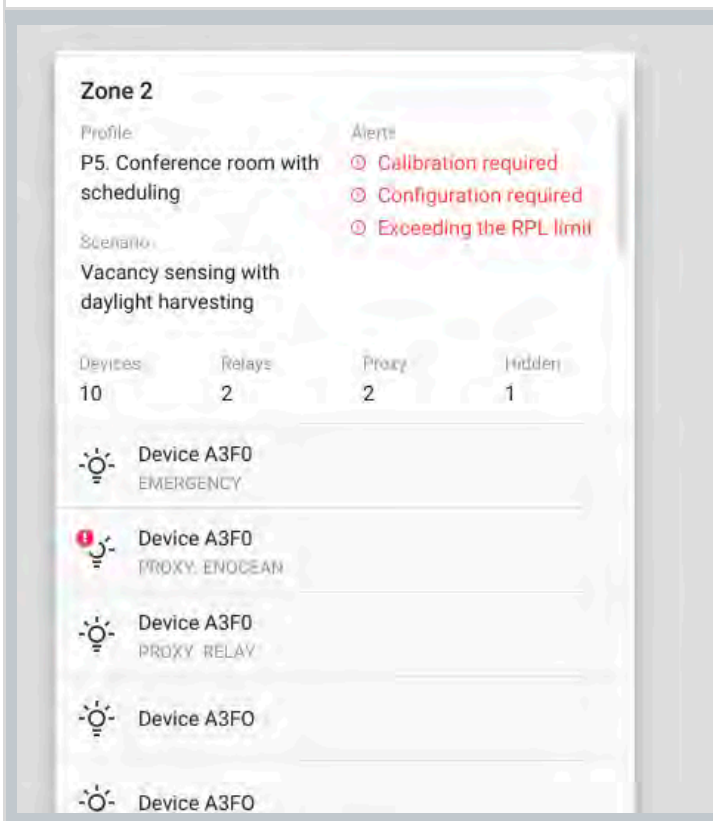 Zone 2
Profile
P5. Conference room with
scheduling
Scenario
Vacancy sensing with
daylight harvesting
Alerts
Calibration required
Configuration required
Exceeding the RPL limit
Devices Relays Proxy Hidden
10 2 2 1
Device A3F0
EMERGENCY
Device A3F0
PROXY, ENOCEAN
Device A3F0
PROXY RELAY
Device A3FO
Device A3FO